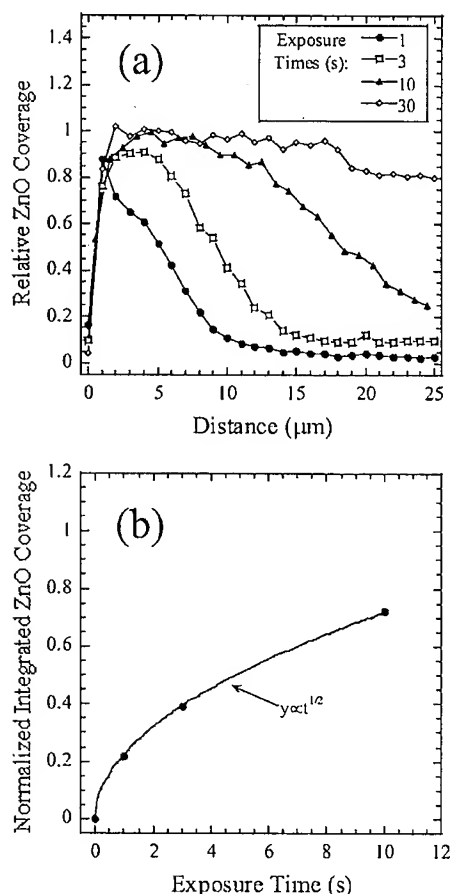 1.4
1.2
1
0.8
0.6
0.4
0.2
0
Relative ZnO Coverage
(a)
Exposure 1
Times (s): 3
10
30
0 5 10 15 20 25
Distance (μm)
1.2
1
0.8
0.6
0.4
0.2
0
Normalized Integrated ZnO Coverage
(b)
y∝t^1/2
0 2 4 6 8 10 12
Exposure Time (s)